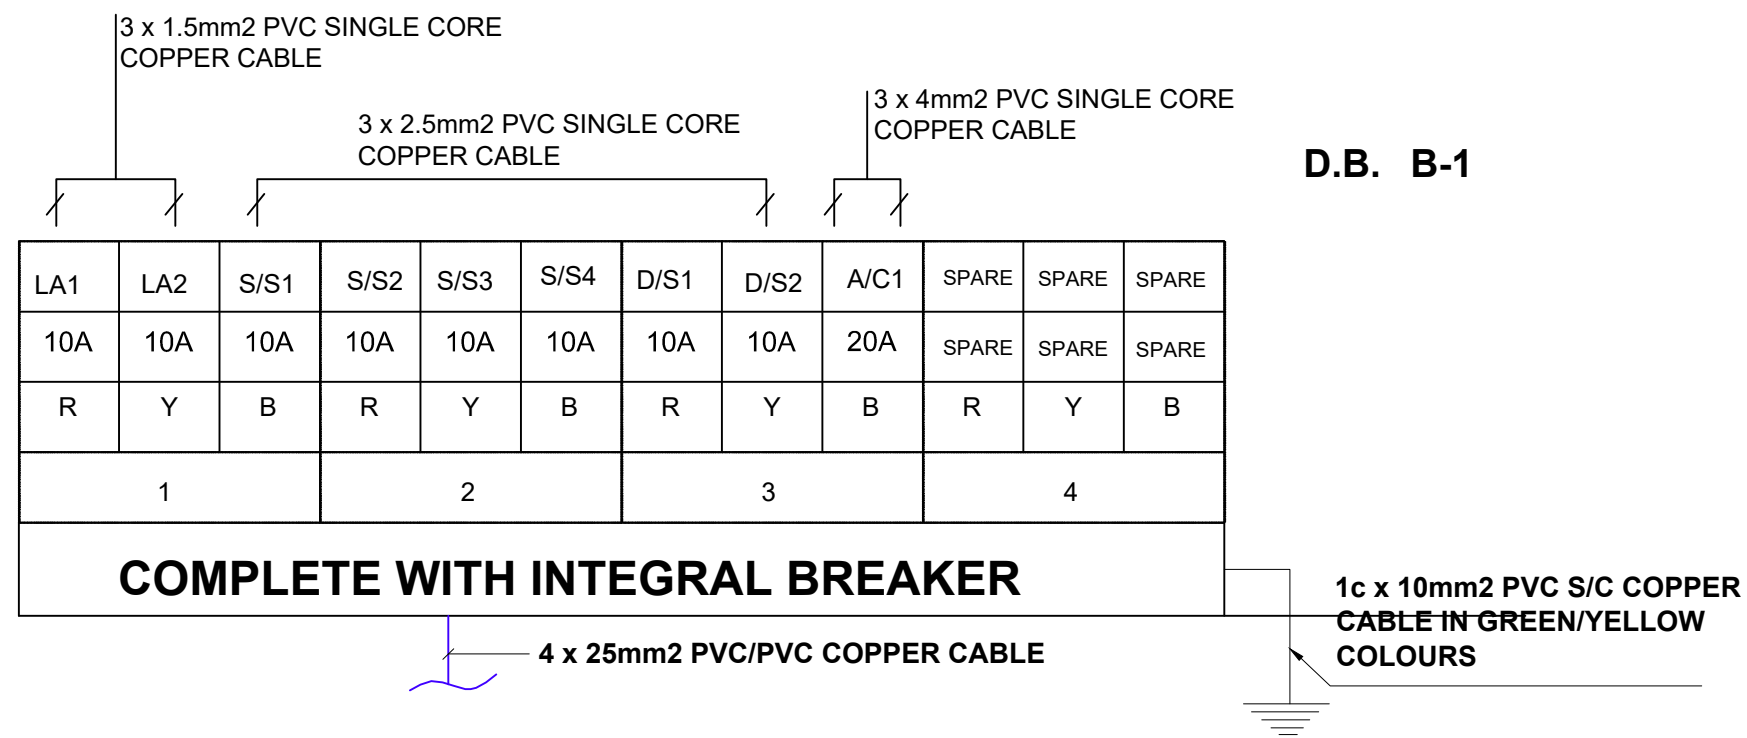 3 x 1.5mm2 PVC SINGLE CORE
COPPER CABLE
3 x 2.5mm2 PVC SINGLE CORE
COPPER CABLE
3 x 4mm2 PVC SINGLE CORE
COPPER CABLE
D.B. B-1
LA1 LA2 S/S1 S/S2 S/S3 S/S4 D/S1 D/S2 A/C1 SPARE SPARE SPARE
10A 10A 10A 10A 10A 10A 10A 10A 20A SPARE SPARE SPARE
R Y B R Y B R Y B R Y B
1 2 3 4
COMPLETE WITH INTEGRAL BREAKER
4 x 25mm2 PVC/PVC COPPER CABLE
1c x 10mm2 PVC S/C COPPER
CABLE IN GREEN/YELLOW
COLOURS